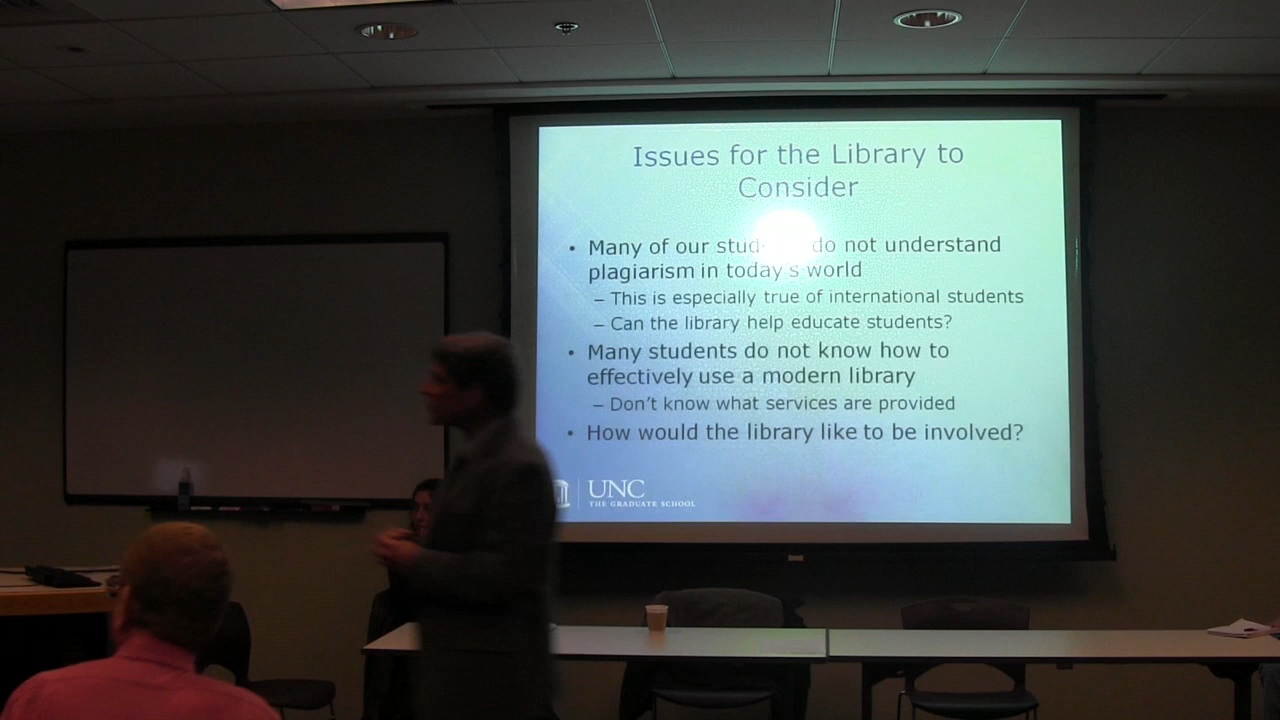 Issues for the Library to
Consider
• Many of our do not understand
plagiarism in today's world
– This is especially true of international students
– Can the library help educate students?
• Many students do not know how to
effectively use a modern library
– Don't know what services are provided
• How would the library like to be involved?
UNC
THE GRADUATE SCHOOL